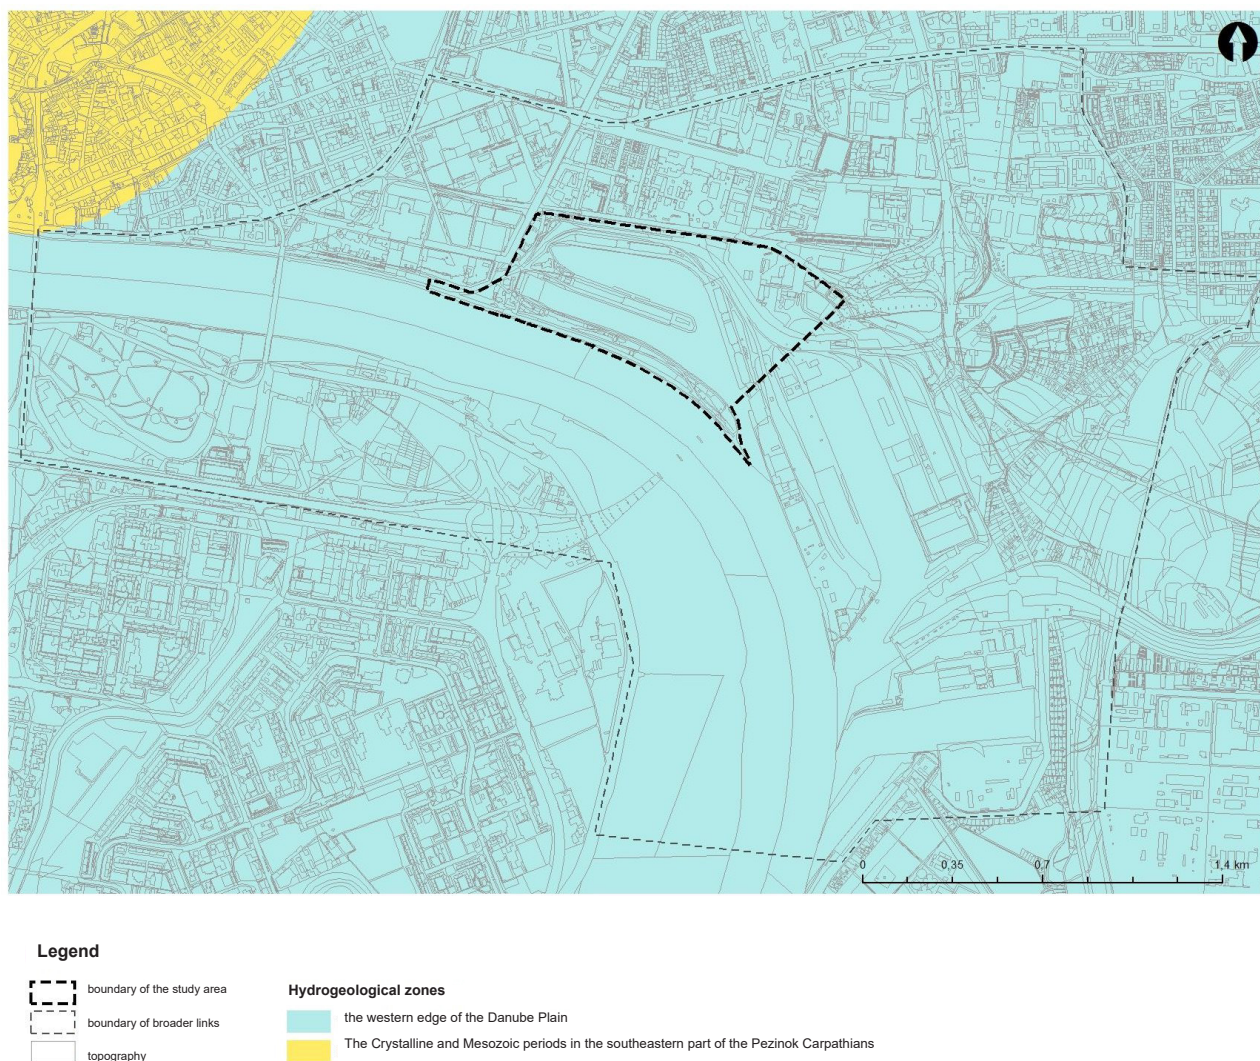 0 0,35 0,7 1,4 km
Legend
boundary of the study area
boundary of broader links
topography
Hydrogeological zones
the western edge of the Danube Plain
The Crystalline and Mesozoic periods in the southeastern part of the Pezinok Carpathians